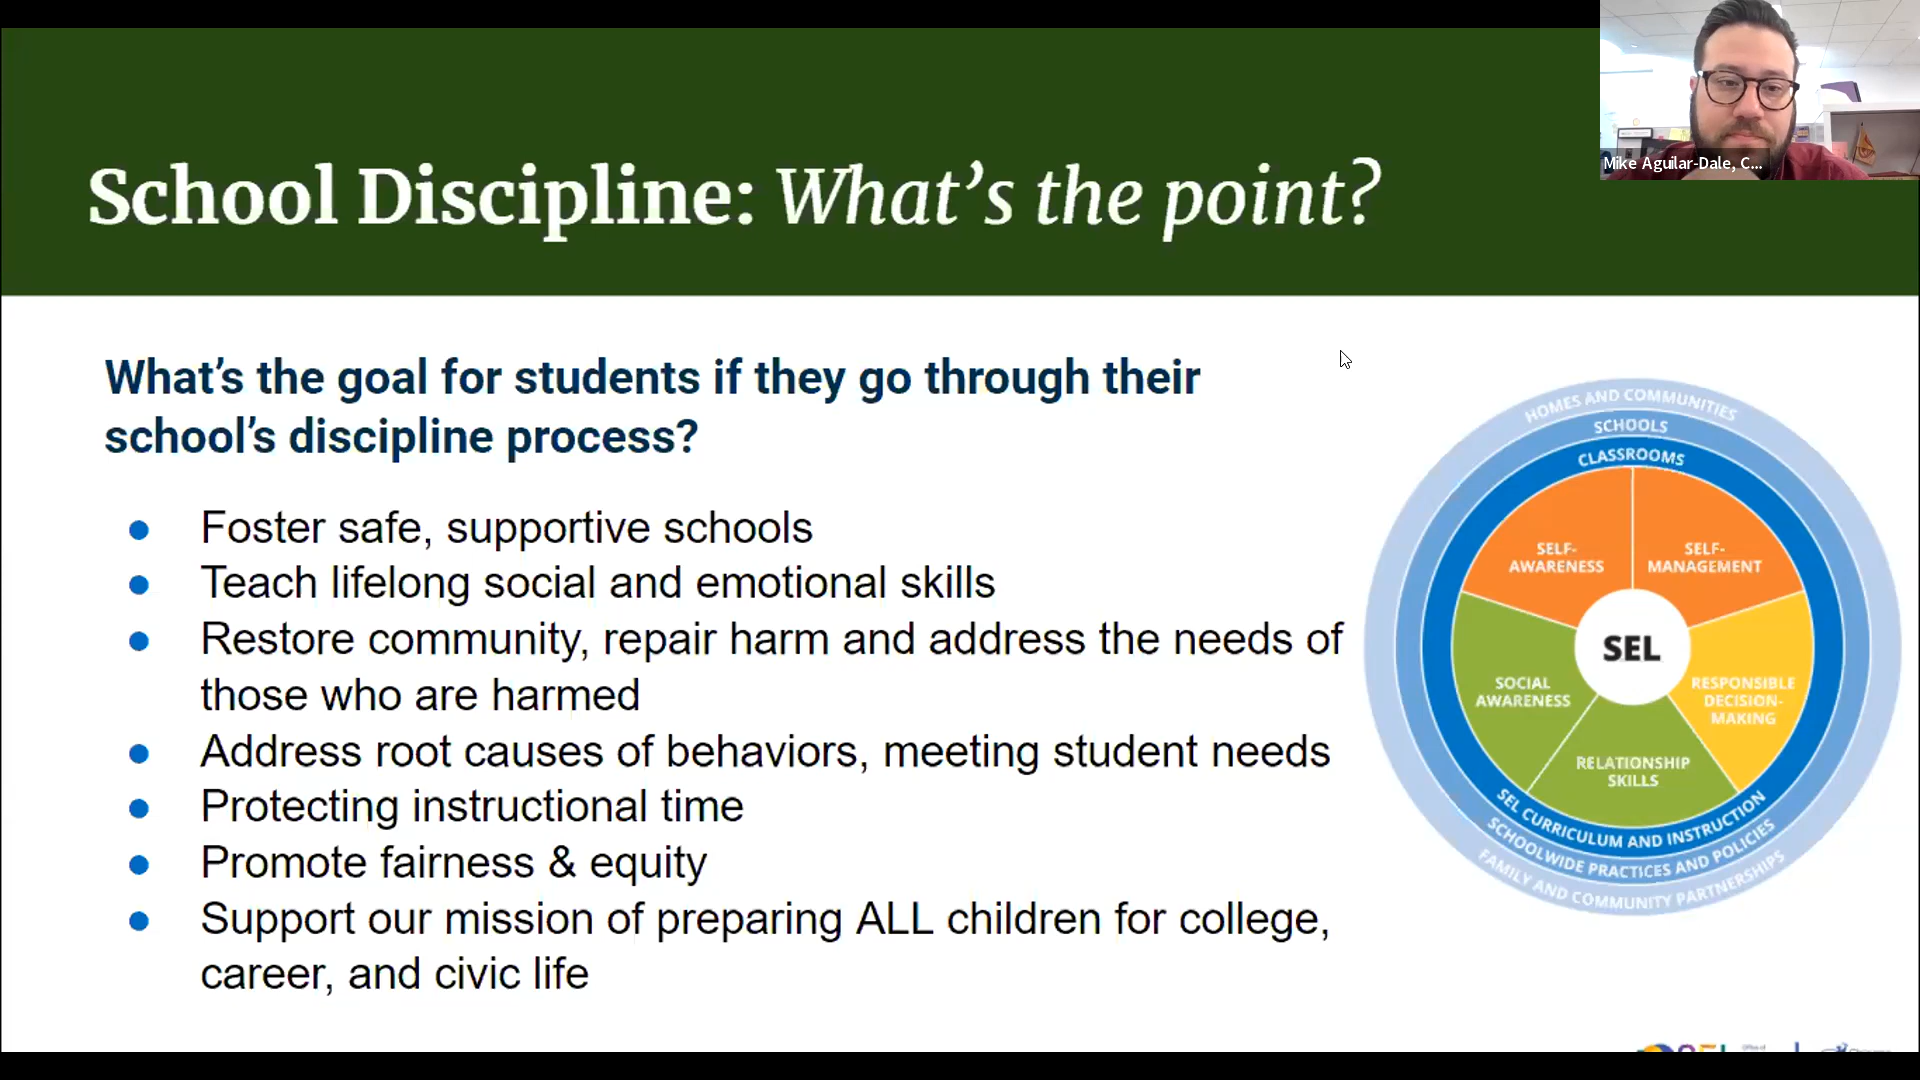 School Discipline: What's the point?
Mike Aguilar-Dale, C...
What's the goal for students if they go through their
school's discipline process?
● Foster safe, supportive schools
● Teach lifelong social and emotional skills
● Restore community, repair harm and address the needs of
those who are harmed
● Address root causes of behaviors, meeting student needs
● Protecting instructional time
● Promote fairness & equity
● Support our mission of preparing ALL children for college,
career, and civic life
HOMES AND COMMUNITIES
SCHOOLS
CLASSROOMS
SELF-
AWARENESS
SELF-
MANAGEMENT
SEL
SOCIAL
AWARENESS
RESPONSIBLE
DECISION-
MAKING
RELATIONSHIP
SKILLS
SEL CURRICULUM AND INSTRUCTION
SCHOOLWIDE PRACTICES AND POLICIES
FAMILY AND COMMUNITY PARTNERSHIPS